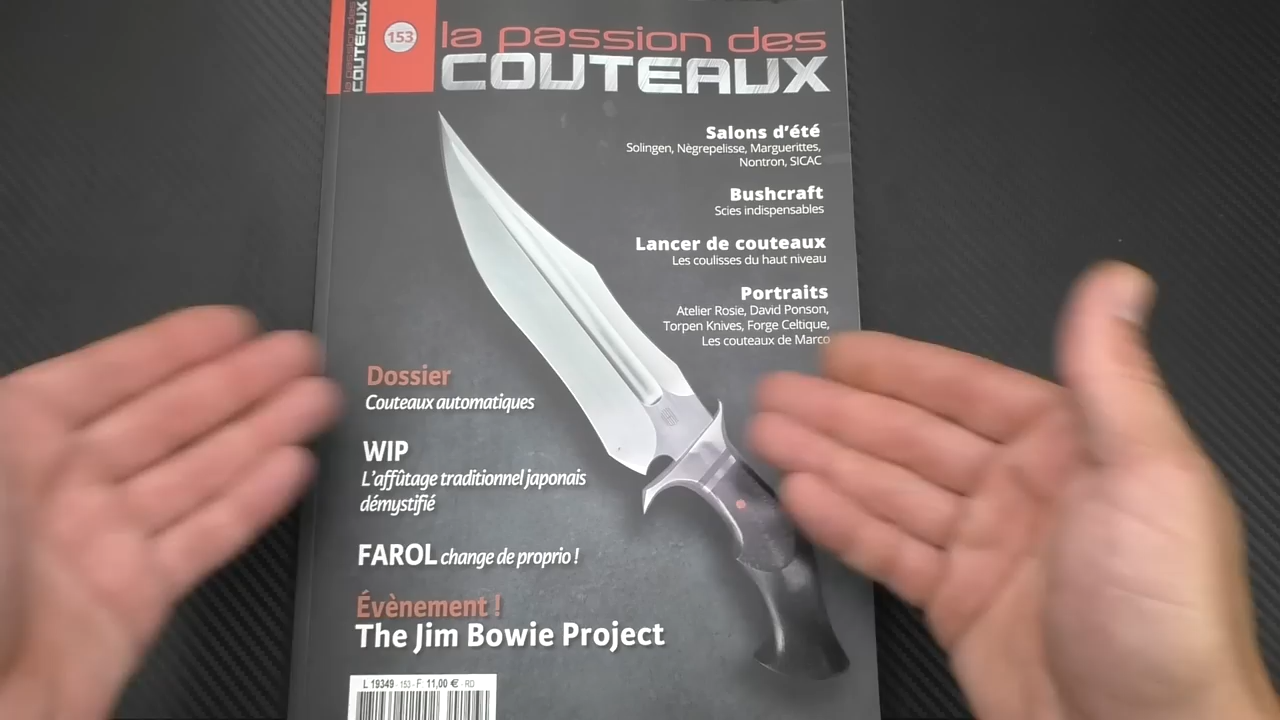 la passion des
COUTEAUX
153
la passion des
COUTEAUX
Salons d'été
Solingen, Nègrepelisse, Marguerittes,
Nontron, SICAC
Bushcraft
Scies indispensables
Lancer de couteaux
Les coulisses du haut niveau
Portraits
Atelier Rosie, David Ponson,
Torpen Knives, Forge Celtique,
Les couteaux de Marco
Dossier
Couteaux automatiques
WIP
L'affûtage traditionnel japonais
démystifié
FAROL change de proprio !
Évènement !
The Jim Bowie Project
L 19349 - 153 - F: 11,00 € - RD